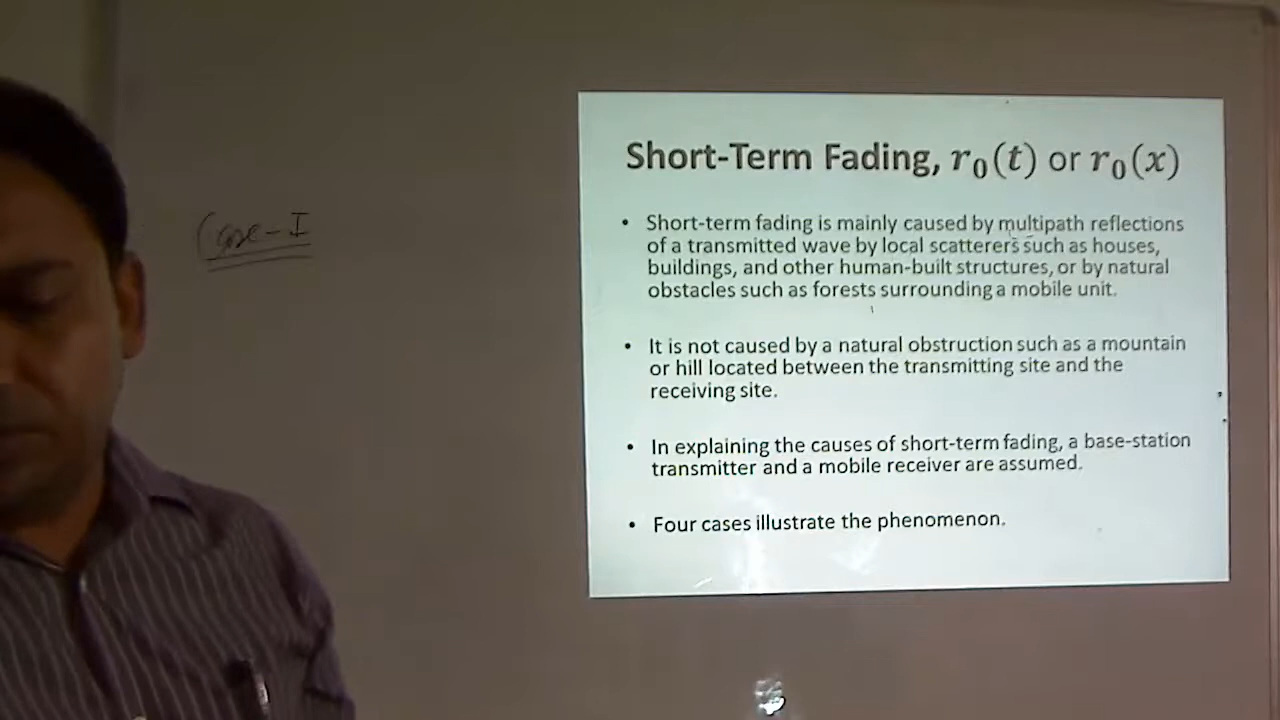 Case-I
Short-Term Fading, r₀(t) or r₀(x)
• Short-term fading is mainly caused by multipath reflections
of a transmitted wave by local scatterers such as houses,
buildings, and other human-built structures, or by natural
obstacles such as forests surrounding a mobile unit.
• It is not caused by a natural obstruction such as a mountain
or hill located between the transmitting site and the
receiving site.
• In explaining the causes of short-term fading, a base-station
transmitter and a mobile receiver are assumed.
• Four cases illustrate the phenomenon.